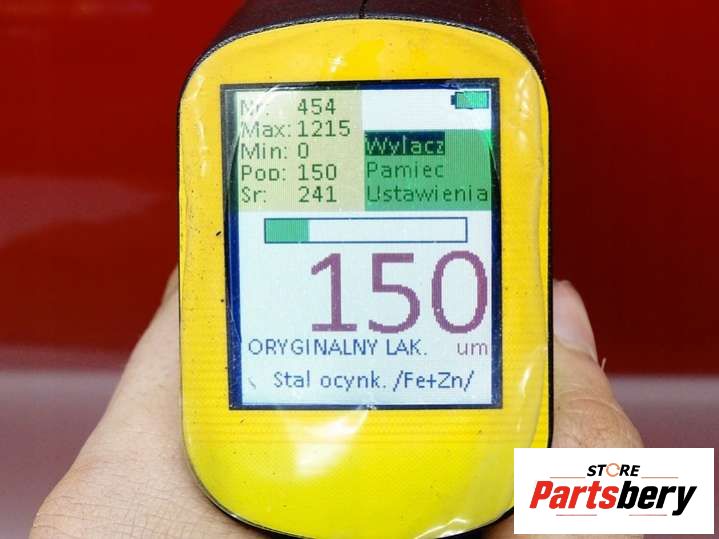 Nr: 454
Max: 1215
Min: 0
Pop: 150
Sr: 241
Wylacz
Pamiec
Ustawienia
150
ORYGINALNY LAK. um
Stal ocynk. /Fe+Zn/
STORE
Partsbery